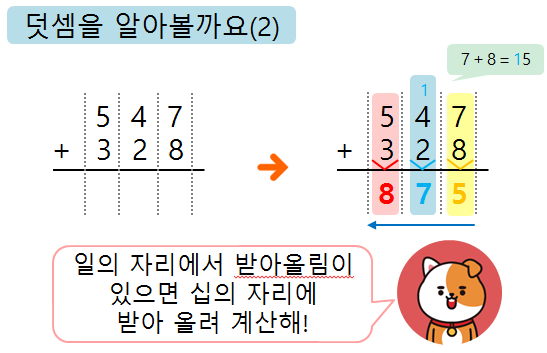 덧셈을 알아볼까요(2)
7 + 8 = 15
1
5 4 7
+ 3 2 8
5 4 7
+ 3 2 8
8 7 5
일의 자리에서 받아올림이
있으면 십의 자리에
받아 올려 계산해!